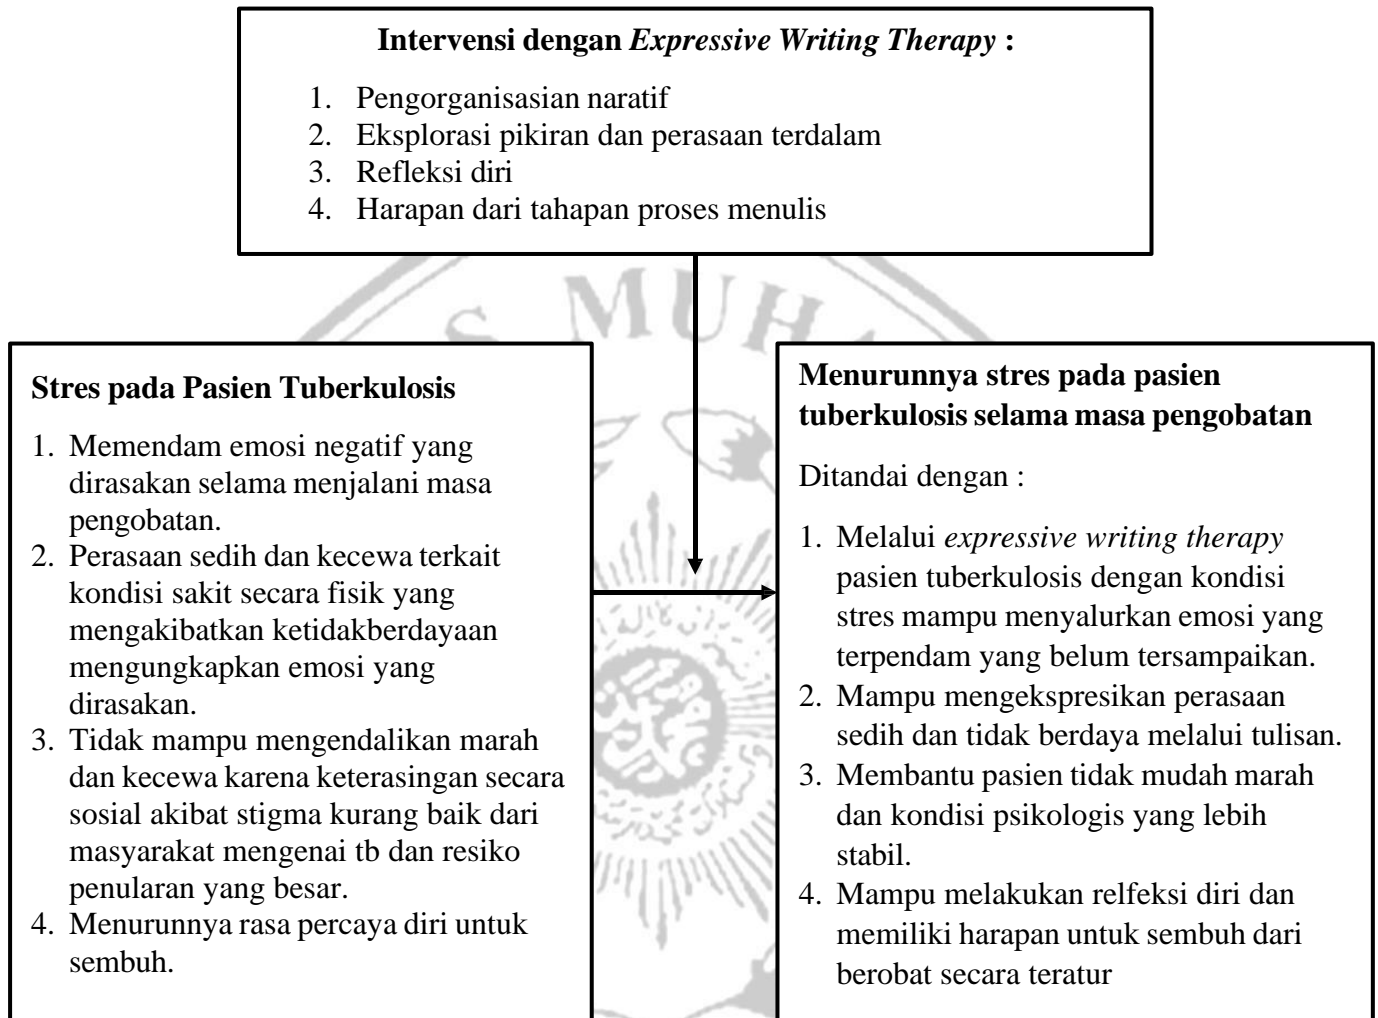 Intervensi dengan Expressive Writing Therapy :
1. Pengorganisasian naratif
2. Eksplorasi pikiran dan perasaan terdalam
3. Refleksi diri
4. Harapan dari tahapan proses menulis
S MUHA
Stres pada Pasien Tuberkulosis
1. Memendam emosi negatif yang
dirasakan selama menjalani masa
pengobatan.
2. Perasaan sedih dan kecewa terkait
kondisi sakit secara fisik yang
mengakibatkan ketidakberdayaan
mengungkapkan emosi yang
dirasakan.
3. Tidak mampu mengendalikan marah
dan kecewa karena keterasingan secara
sosial akibat stigma kurang baik dari
masyarakat mengenai tb dan resiko
penularan yang besar.
4. Menurunnya rasa percaya diri untuk
sembuh.
Menurunnya stres pada pasien
tuberkulosis selama masa pengobatan
Ditandai dengan :
1. Melalui expressive writing therapy
pasien tuberkulosis dengan kondisi
stres mampu menyalurkan emosi yang
terpendam yang belum tersampaikan.
2. Mampu mengekspresikan perasaan
sedih dan tidak berdaya melalui tulisan.
3. Membantu pasien tidak mudah marah
dan kondisi psikologis yang lebih
stabil.
4. Mampu melakukan relfeksi diri dan
memiliki harapan untuk sembuh dari
berobat secara teratur